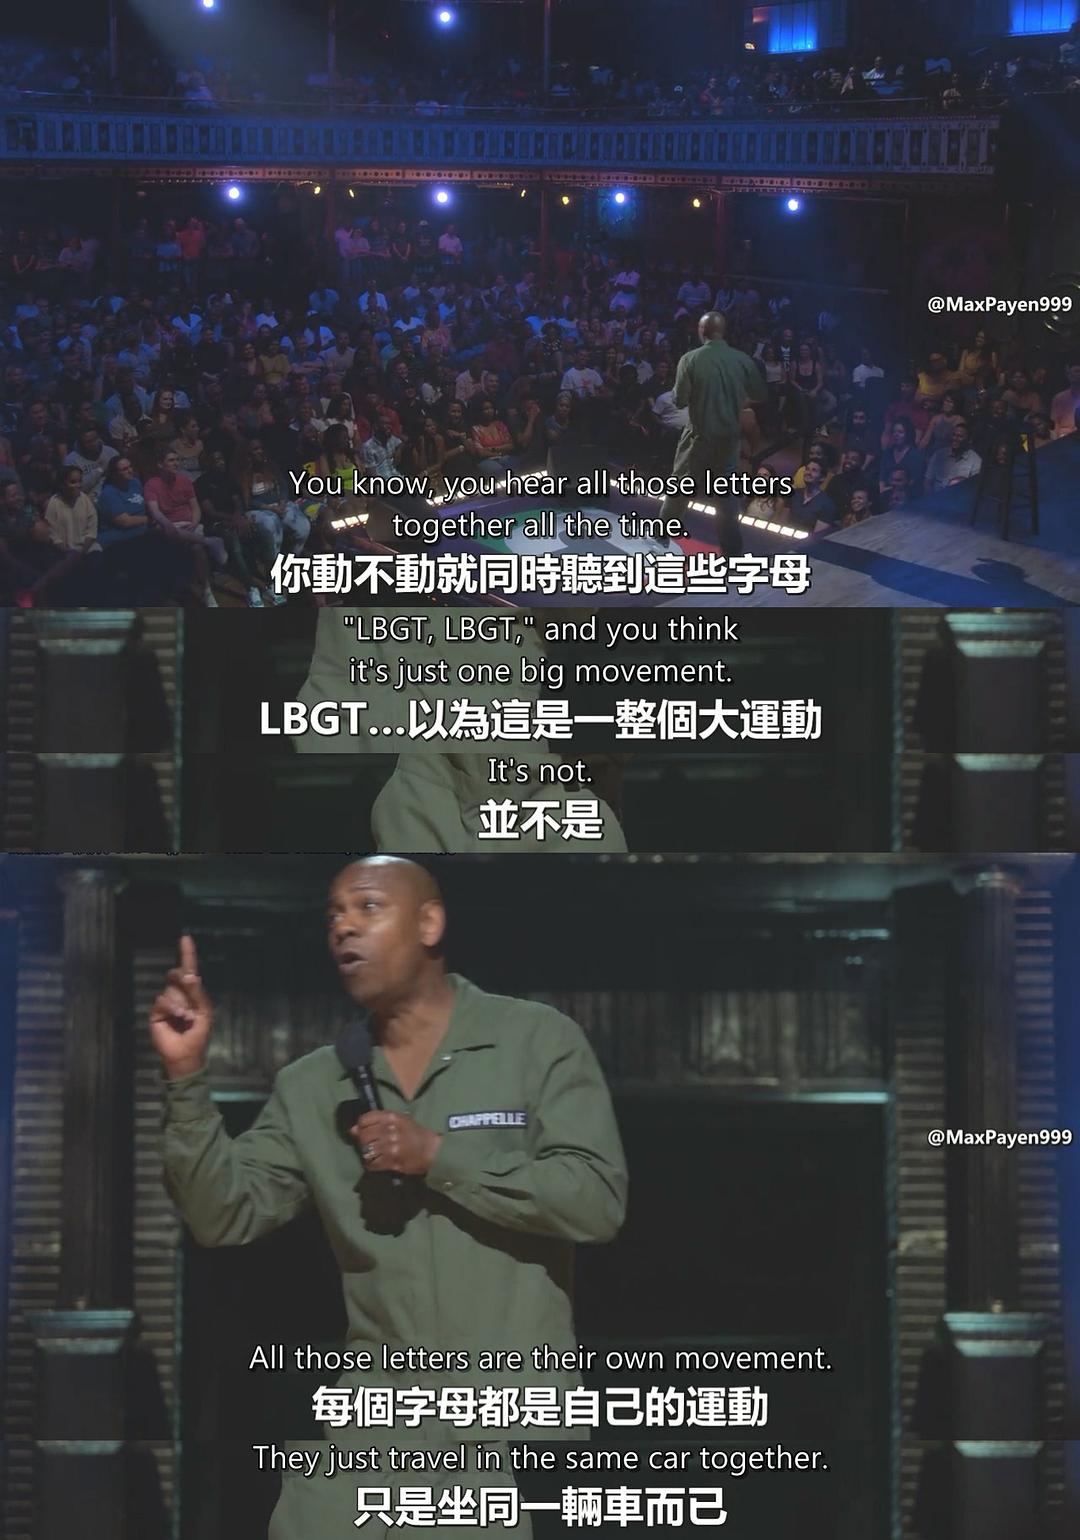 @MaxPayen999
You know, you hear all those letters
together all the time.
你動不動就同時聽到這些字母
"LBGT, LBGT," and you think
it's just one big movement.
LBGT...以為這是一整個大運動
It's not.
並不是
CHAPPELLE
@MaxPayen999
All those letters are their own movement.
每個字母都是自己的運動
They just travel in the same car together.
只是坐同一輛車而已